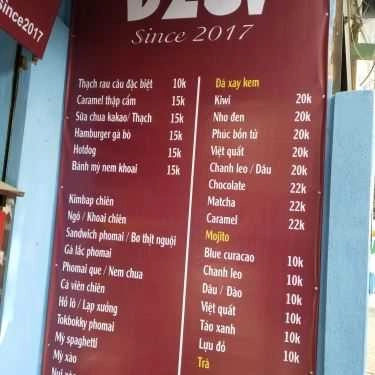 Since2017
Since 2017
Thạch rau câu đặc biệt 10k
Caramel thập cẩm 15k
Sữa chua kakao/ Thạch 15k
Hamburger gà bò 15k
Hotdog 15k
Bánh mỳ nem khoai 15k
Kimbap chiên
Ngô / Khoai chiên
Sandwich phomai / Bo thịt nguội
Gà lắc phomai
Phomai que / Nem chua
Cá viên chiên
Hồ lô / Lạp xưởng
Tokbokky phomai
Mỳ spaghetti
Mỳ xào
Đá xay kem
Kiwi 20k
Nho đen 20k
Phúc bồn tử 20k
Việt quất 20k
Chanh leo / Dâu 20k
Chocolate 22k
Matcha 22k
Caramel 22k
Mojito
Blue curacao 10k
Chanh leo 10k
Dâu / Đào 10k
Việt quất 10k
Táo xanh 10k
Lựu đỏ 10k
Trà